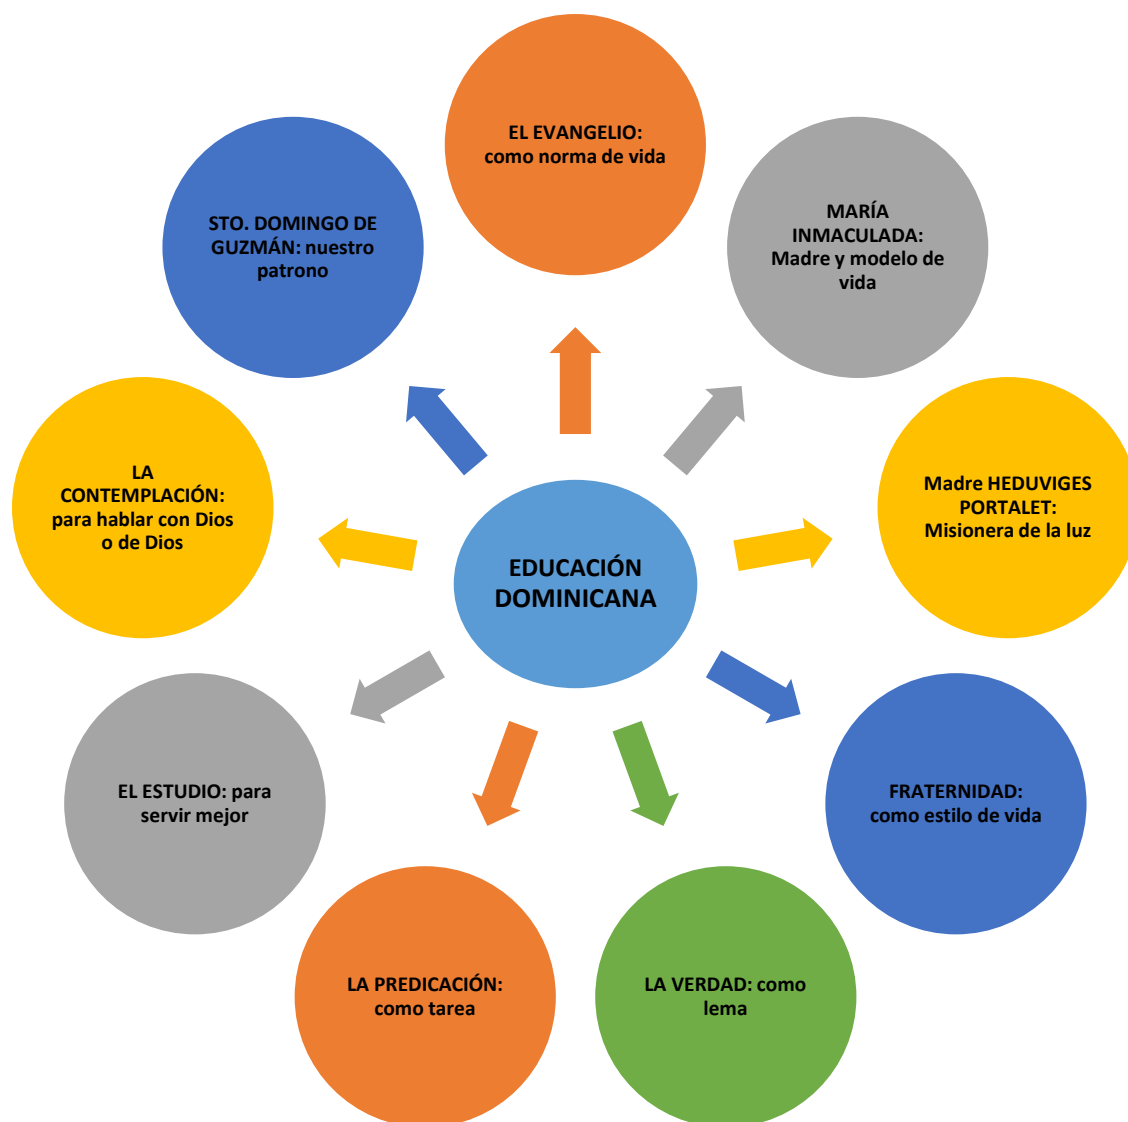 EL EVANGELIO:
como norma de vida
MARÍA
INMACULADA:
Madre y modelo de
vida
Madre HEDUVIGES
PORTALET:
Misionera de la luz
FRATERNIDAD:
como estilo de vida
LA VERDAD: como
lema
LA PREDICACIÓN:
como tarea
EL ESTUDIO: para
servir mejor
LA
CONTEMPLACIÓN:
para hablar con Dios
o de Dios
STO. DOMINGO DE
GUZMÁN: nuestro
patrono
EDUCACIÓN
DOMINICANA